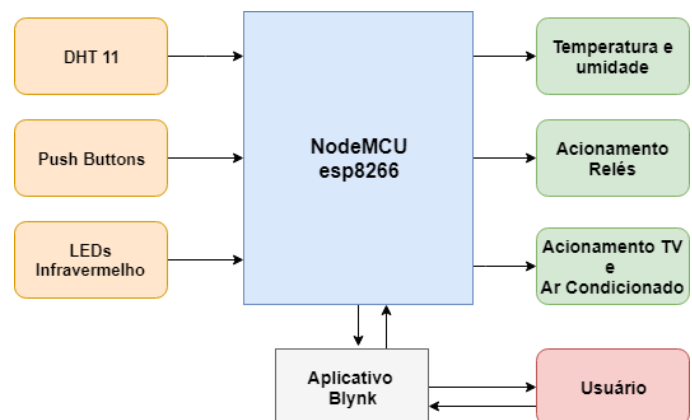 DHT 11
Push Buttons
LEDs
Infravermelho
NodeMCU
esp8266
Temperatura e
umidade
Acionamento
Relés
Acionamento TV
e
Ar Condicionado
Aplicativo
Blynk
Usuário